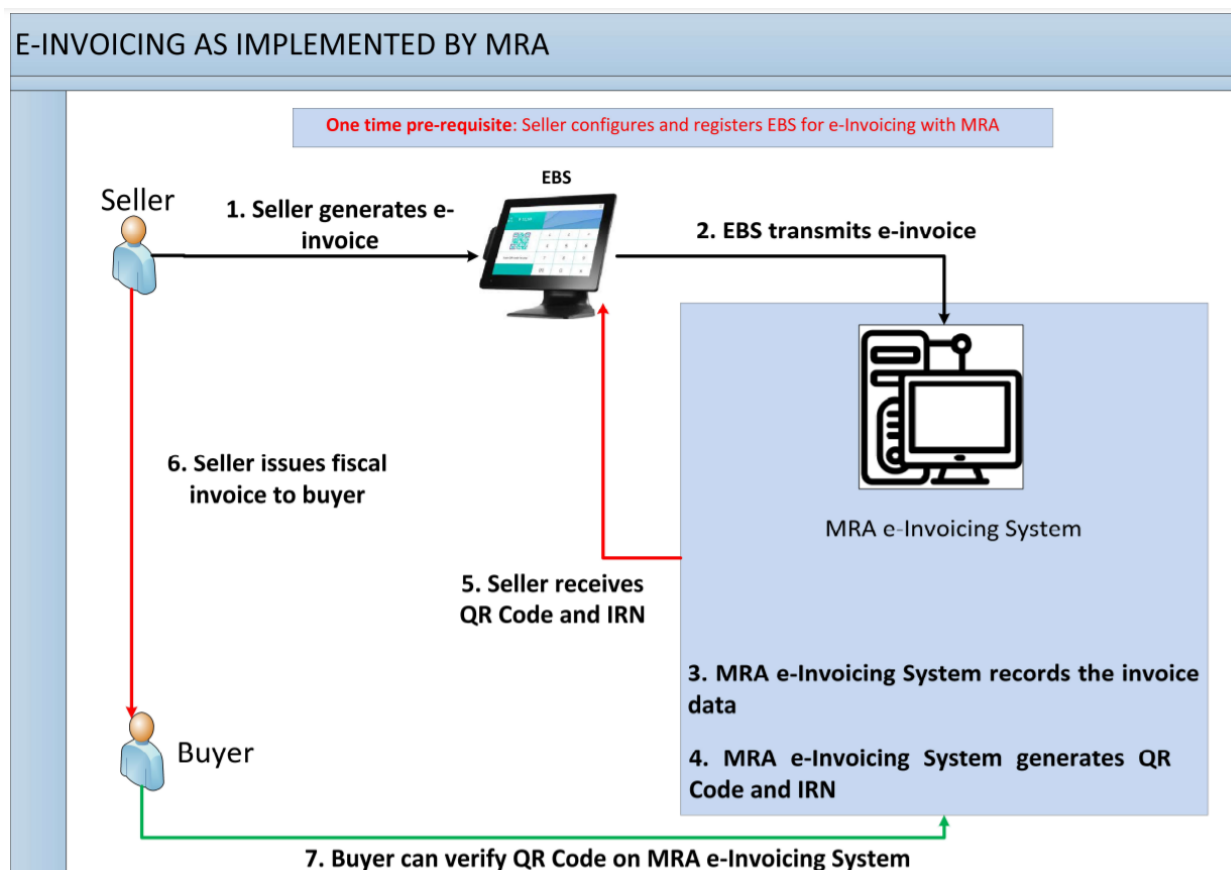 E-INVOICING AS IMPLEMENTED BY MRA
One time pre-requisite: Seller configures and registers EBS for e-Invoicing with MRA
Seller
1. Seller generates e-
invoice
EBS
2. EBS transmits e-invoice
MRA e-Invoicing System
6. Seller issues fiscal
invoice to buyer
5. Seller receives
QR Code and IRN
3. MRA e-Invoicing System records the invoice
data
4. MRA e-Invoicing System generates QR
Code and IRN
Buyer
7. Buyer can verify QR Code on MRA e-Invoicing System